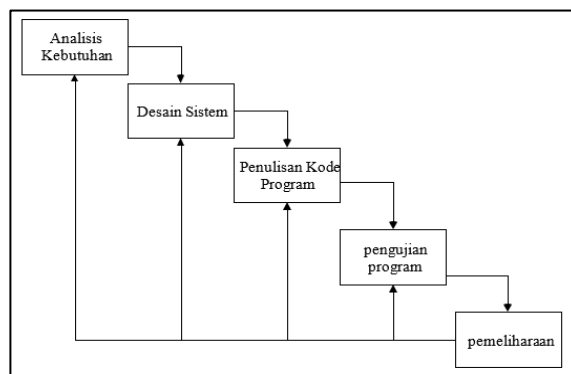 Analisis
Kebutuhan
Desain Sistem
Penulisan Kode
Program
pengujian
program
pemeliharaan